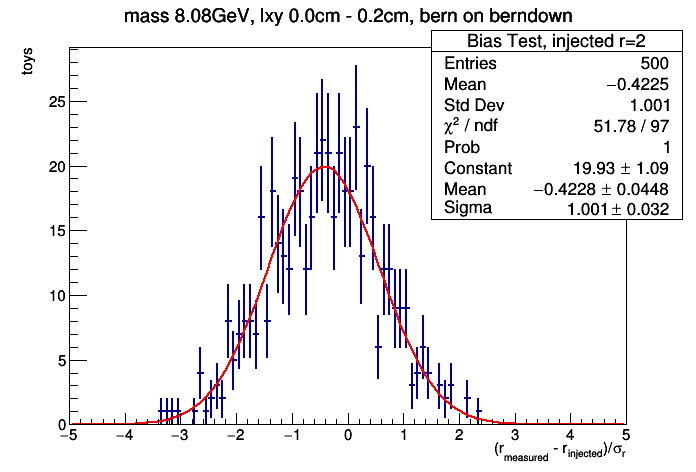 mass 8.08GeV, lxy 0.0cm - 0.2cm, bern on berndown
Bias Test, injected r=2
Entries 500
Mean −0.4225
Std Dev 1.001
χ² / ndf 51.78 / 97
Prob 1
Constant 19.93 ± 1.09
Mean −0.4228 ± 0.0448
Sigma 1.001 ± 0.032
toys
25
20
15
10
5
0
−5 −4 −3 −2 −1 0 1 2 3 4 5
(r_measured - r_injected)/σ_r